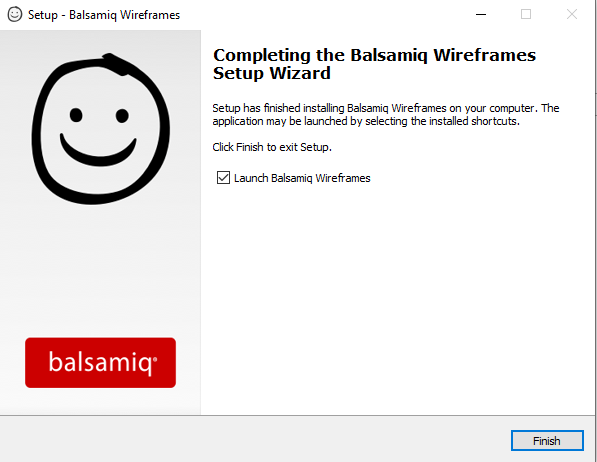 Setup - Balsamiq Wireframes
Completing the Balsamiq Wireframes
Setup Wizard
Setup has finished installing Balsamiq Wireframes on your computer. The
application may be launched by selecting the installed shortcuts.
Click Finish to exit Setup.
Launch Balsamiq Wireframes
balsamiq®
Finish